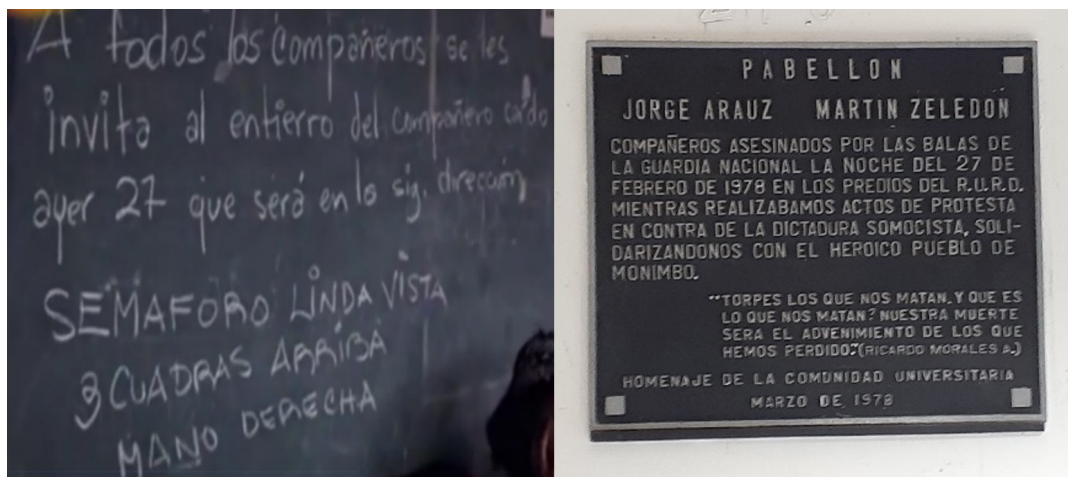 A todos los compañeros se les
invita al entierro del compañero caído
ayer 27 que será en la sig. dirección
SEMAFORO LINDA VISTA
3 CUADRAS ARRIBA
MANO DERECHA
PABELLON
JORGE ARAUZ MARTIN ZELEDON
COMPAÑEROS ASESINADOS POR LAS BALAS DE
LA GUARDIA NACIONAL LA NOCHE DEL 27 DE
FEBRERO DE 1978 EN LOS PREDIOS DEL R.U.R.D.
MIENTRAS REALIZABAMOS ACTOS DE PROTESTA
EN CONTRA DE LA DICTADURA SOMOCISTA, SOLI-
DARIZANDONOS CON EL HEROICO PUEBLO DE
MONIMBO.
"TORPES LOS QUE NOS MATAN. Y QUE ES
LO QUE NOS MATAN? NUESTRA MUERTE
SERA EL ADVENIMIENTO DE LOS QUE
HEMOS PERDIDO." (RICARDO MORALES A.)
HOMENAJE DE LA COMUNIDAD UNIVERSITARIA
MARZO DE 1978